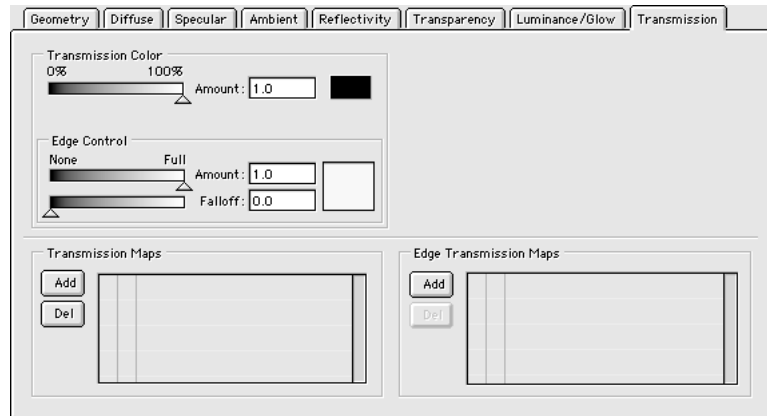 Geometry Diffuse Specular Ambient Reflectivity Transparency Luminance/Glow Transmission
Transmission Color
0% 100%
Amount: 1.0
Edge Control
None Full
Amount: 1.0
Falloff: 0.0
Transmission Maps
Add
Del
Edge Transmission Maps
Add
Del